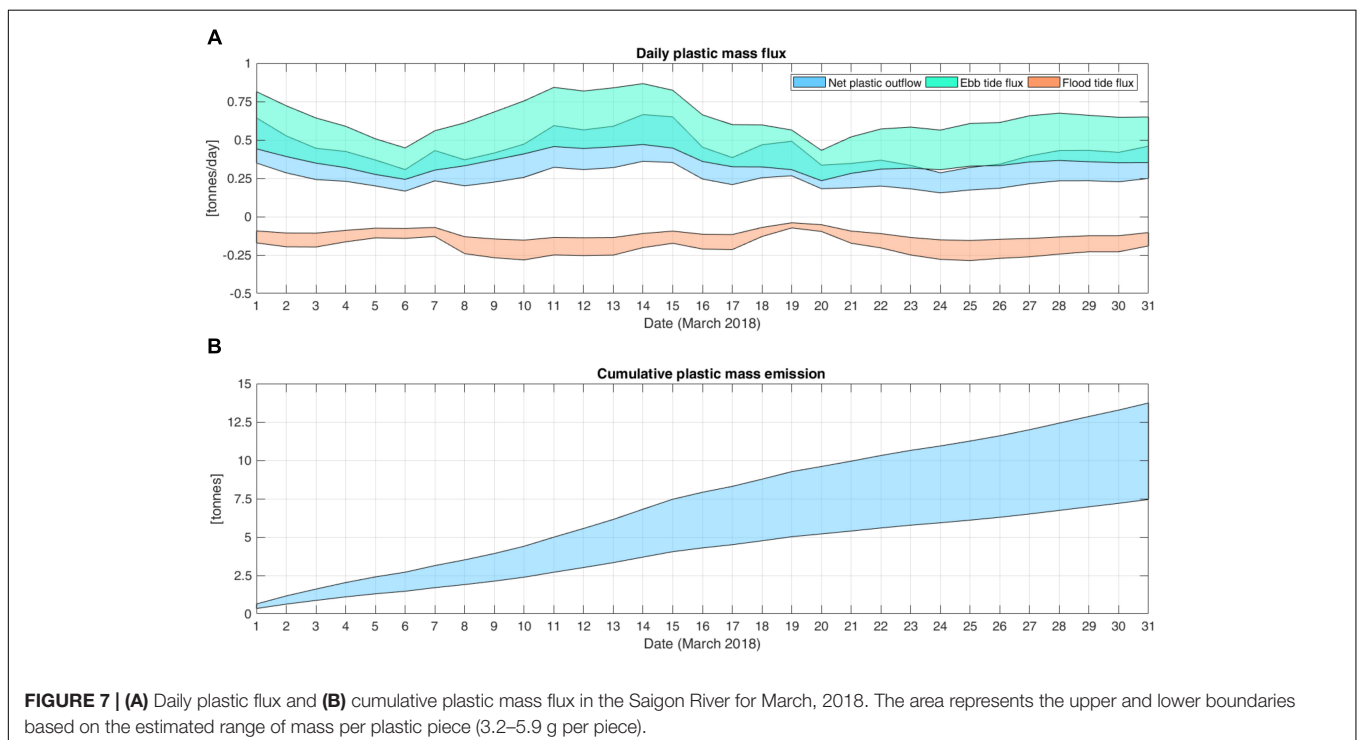 A
Daily plastic mass flux
Net plastic outflow Ebb tide flux Flood tide flux
1
0.75
0.5
0.25
0
-0.25
-0.5
[tonnes/day]
1 2 3 4 5 6 7 8 9 10 11 12 13 14 15 16 17 18 19 20 21 22 23 24 25 26 27 28 29 30 31
Date (March 2018)
B
Cumulative plastic mass emission
15
12.5
10
7.5
5
2.5
0
[tonnes]
1 2 3 4 5 6 7 8 9 10 11 12 13 14 15 16 17 18 19 20 21 22 23 24 25 26 27 28 29 30 31
Date (March 2018)
FIGURE 7 | (A) Daily plastic flux and (B) cumulative plastic mass flux in the Saigon River for March, 2018. The area represents the upper and lower boundaries
based on the estimated range of mass per plastic piece (3.2–5.9 g per piece).